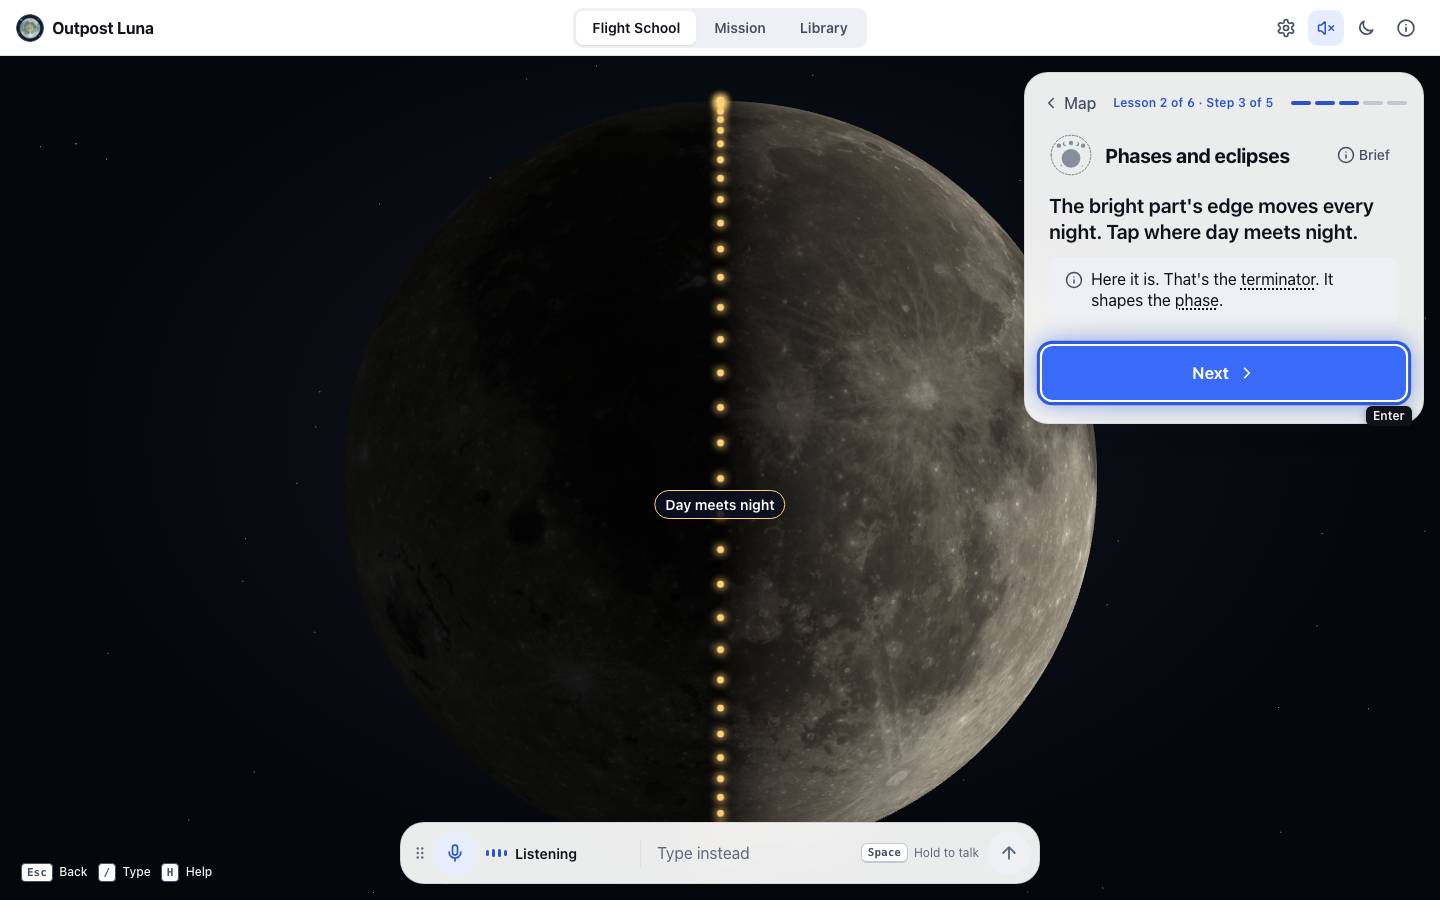 Outpost Luna
Flight School
Mission
Library
Map
Lesson 2 of 6 · Step 3 of 5
Phases and eclipses
Brief
The bright part's edge moves every
night. Tap where day meets night.
Here it is. That's the terminator. It
shapes the phase.
Next
Enter
Day meets night
Listening
Type instead
Space
Hold to talk
Esc
Back
/
Type
H
Help